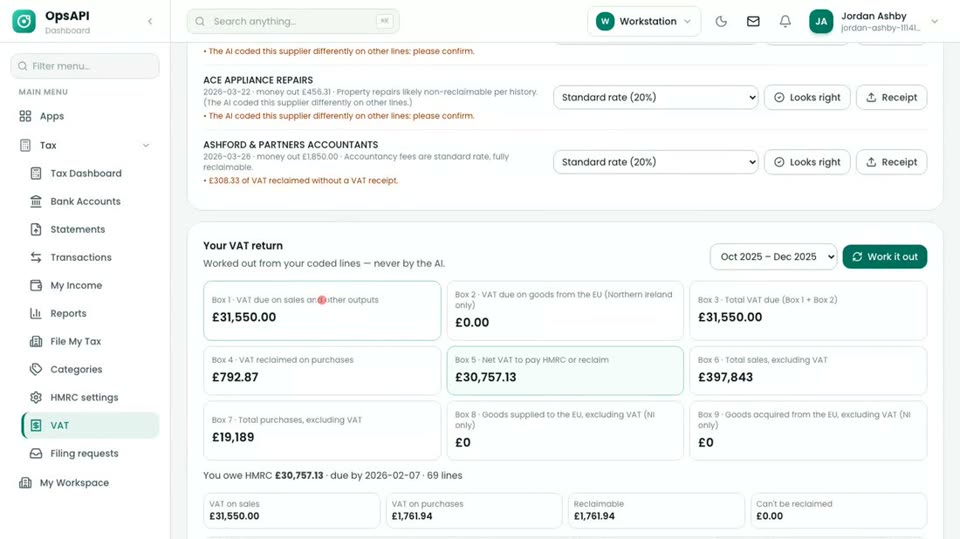 OpsAPI
Dashboard
Search anything...
⌘K
W Workstation
JA
Jordan Ashby
jordan-ashby-11141...
Filter menu...
MAIN MENU
Apps
Tax
Tax Dashboard
Bank Accounts
Statements
Transactions
My Income
Reports
File My Tax
Categories
HMRC settings
VAT
Filing requests
My Workspace
• The AI coded this supplier differently on other lines: please confirm.
ACE APPLIANCE REPAIRS
2026-03-22 · money out £456.31 · Property repairs likely non-reclaimable per history.
(The AI coded this supplier differently on other lines.)
• The AI coded this supplier differently on other lines: please confirm.
Standard rate (20%)
Looks right
Receipt
ASHFORD & PARTNERS ACCOUNTANTS
2026-03-26 · money out £1,850.00 · Accountancy fees are standard rate, fully
reclaimable.
• £308.33 of VAT reclaimed without a VAT receipt.
Standard rate (20%)
Looks right
Receipt
Your VAT return
Worked out from your coded lines — never by the AI.
Oct 2025 – Dec 2025
Work it out
Box 1 · VAT due on sales and other outputs
£31,550.00
Box 2 · VAT due on goods from the EU (Northern Ireland
only)
£0.00
Box 3 · Total VAT due (Box 1 + Box 2)
£31,550.00
Box 4 · VAT reclaimed on purchases
£792.87
Box 5 · Net VAT to pay HMRC or reclaim
£30,757.13
Box 6 · Total sales, excluding VAT
£397,843
Box 7 · Total purchases, excluding VAT
£19,189
Box 8 · Goods supplied to the EU, excluding VAT (NI
only)
£0
Box 9 · Goods acquired from the EU, excluding VAT (NI
only)
£0
You owe HMRC £30,757.13 · due by 2026-02-07 · 69 lines
VAT on sales
£31,550.00
VAT on purchases
£1,761.94
Reclaimable
£1,761.94
Can't be reclaimed
£0.00